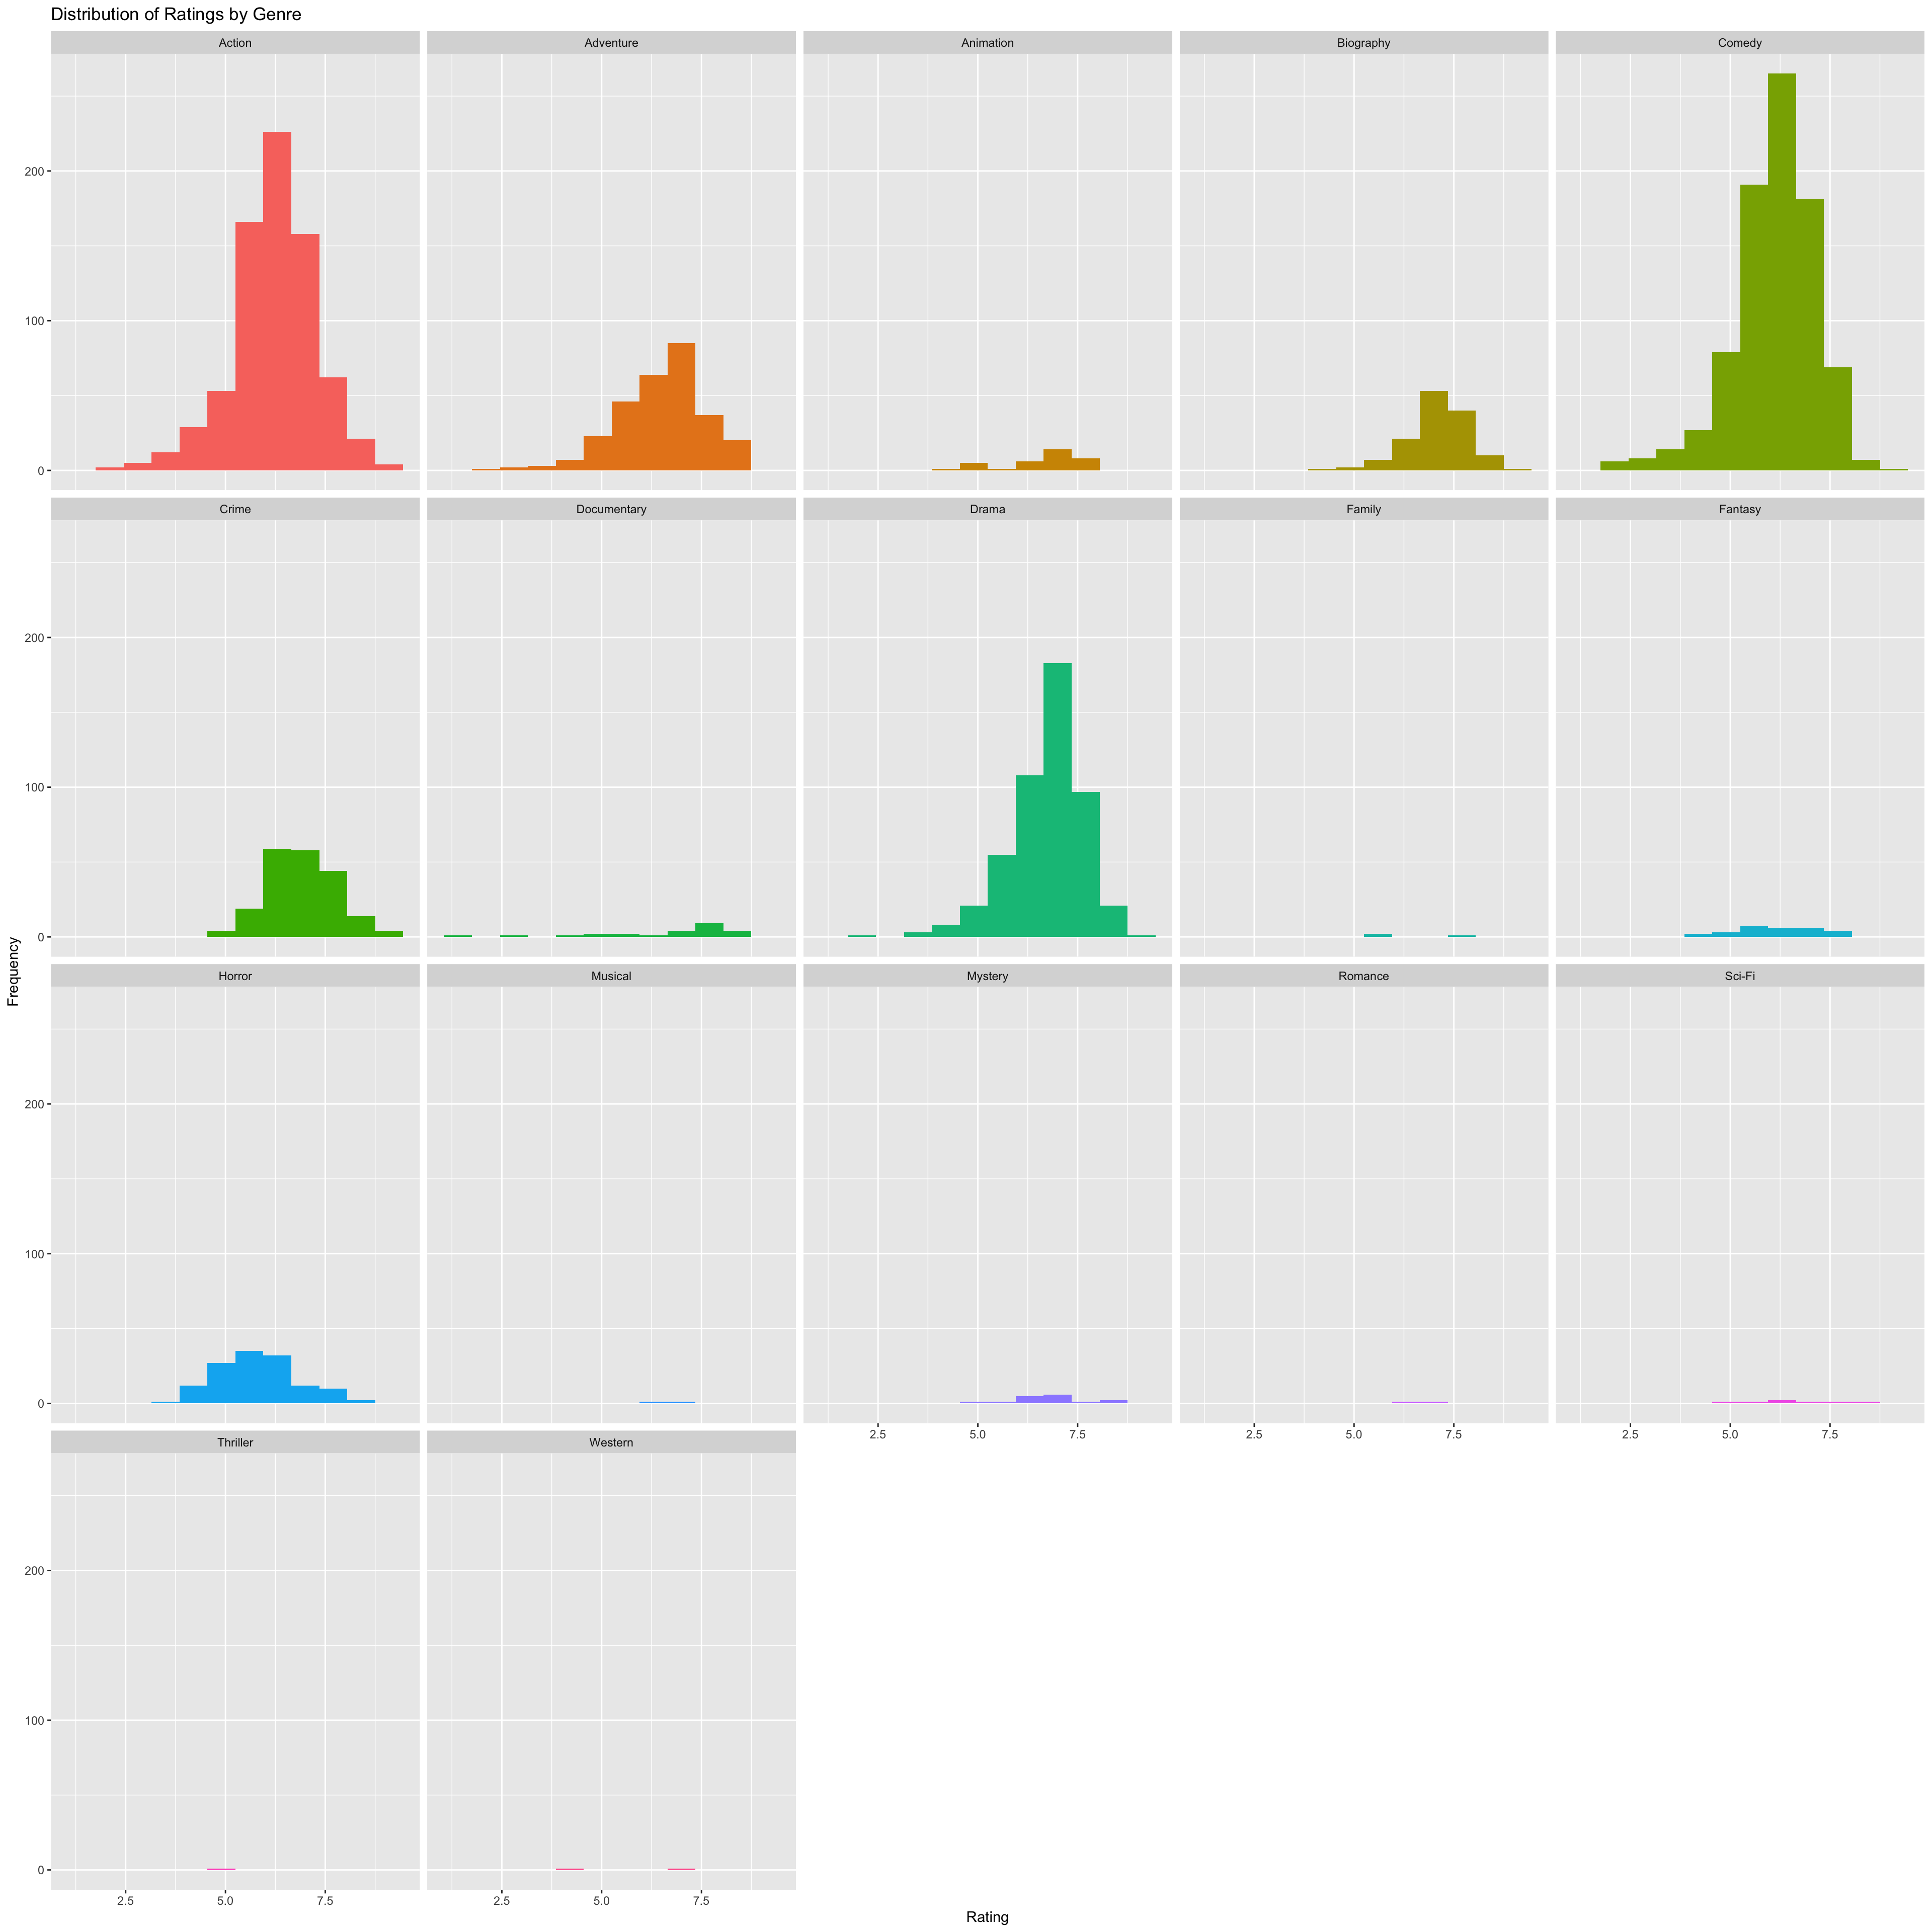 Distribution of Ratings by Genre
Action Adventure Animation Biography Comedy
200
100
0
Crime Documentary Drama Family Fantasy
200
100
0
Frequency
Horror Musical Mystery Romance Sci-Fi
200
100
0
2.5 5.0 7.5 2.5 5.0 7.5 2.5 5.0 7.5
Thriller Western
200
100
0
2.5 5.0 7.5 2.5 5.0 7.5
Rating